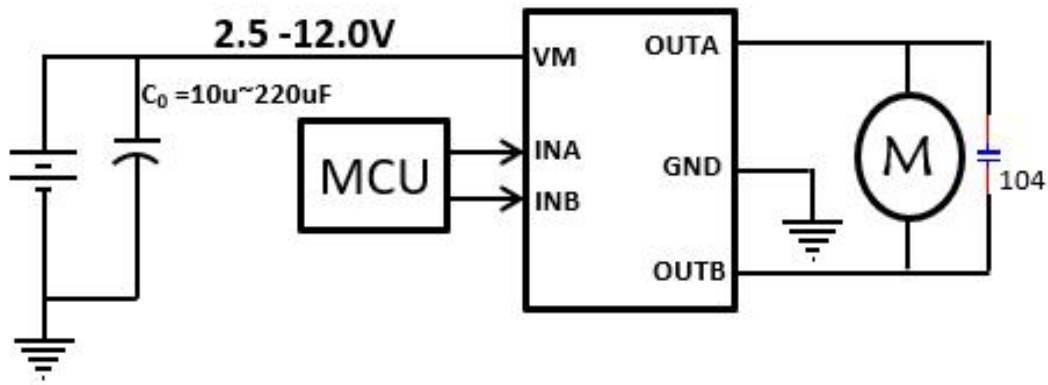 2.5 -12.0V
C₀ =10u~220uF
VM
OUTA
MCU
INA
INB
GND
M
104
OUTB